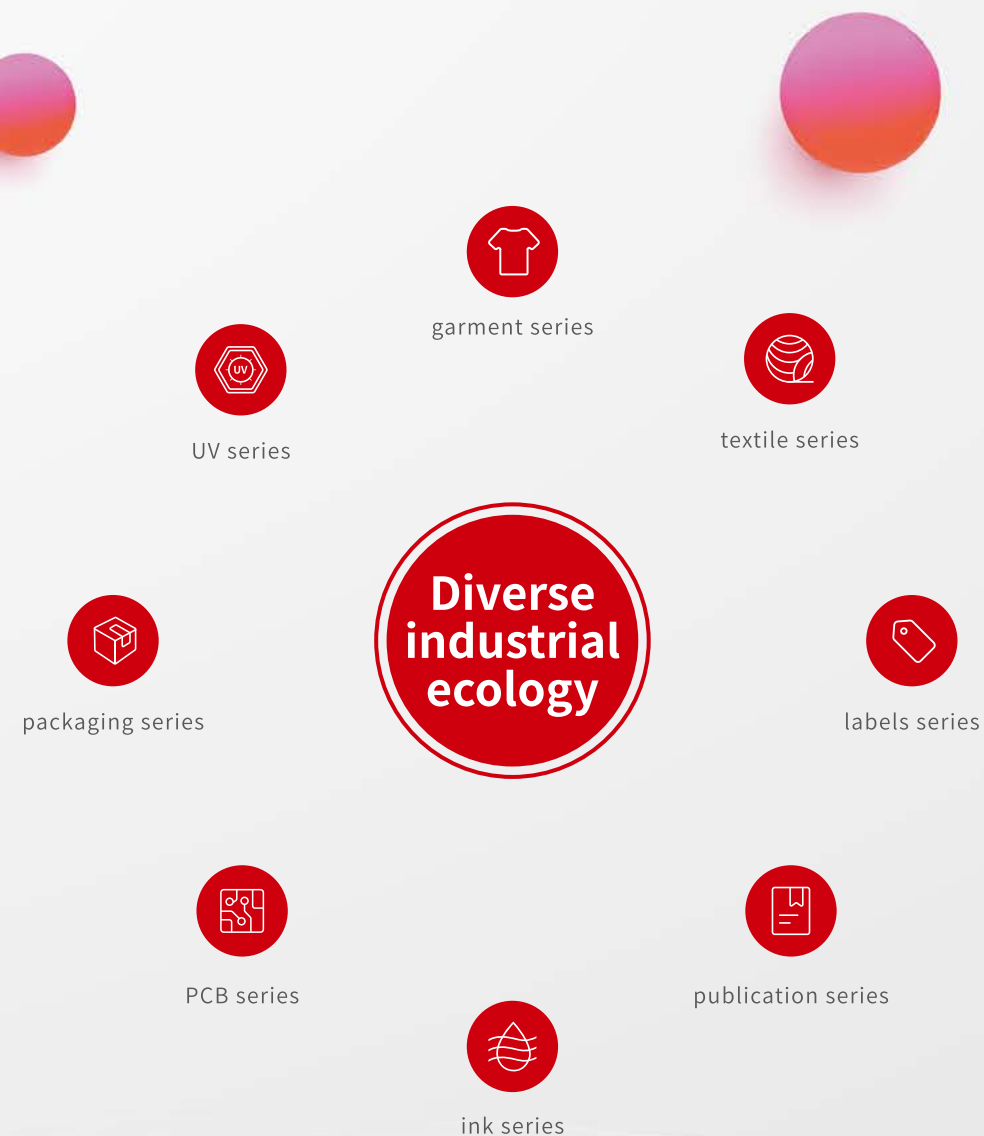 garment series
textile series
UV
UV series
Diverse
industrial
ecology
packaging series
labels series
PCB series
publication series
ink series